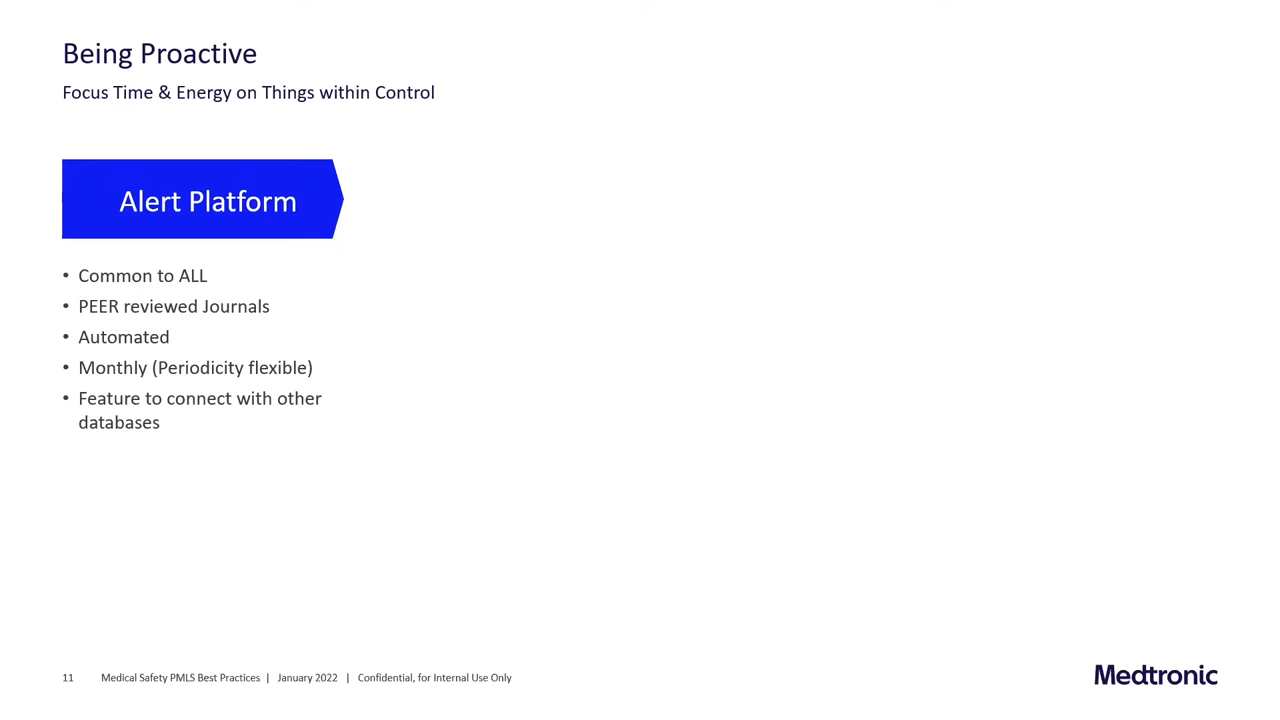 Being Proactive
Focus Time & Energy on Things within Control
Alert Platform
• Common to ALL
• PEER reviewed Journals
• Automated
• Monthly (Periodicity flexible)
• Feature to connect with other
databases
11 Medical Safety PMLS Best Practices | January 2022 | Confidential, for Internal Use Only
Medtronic